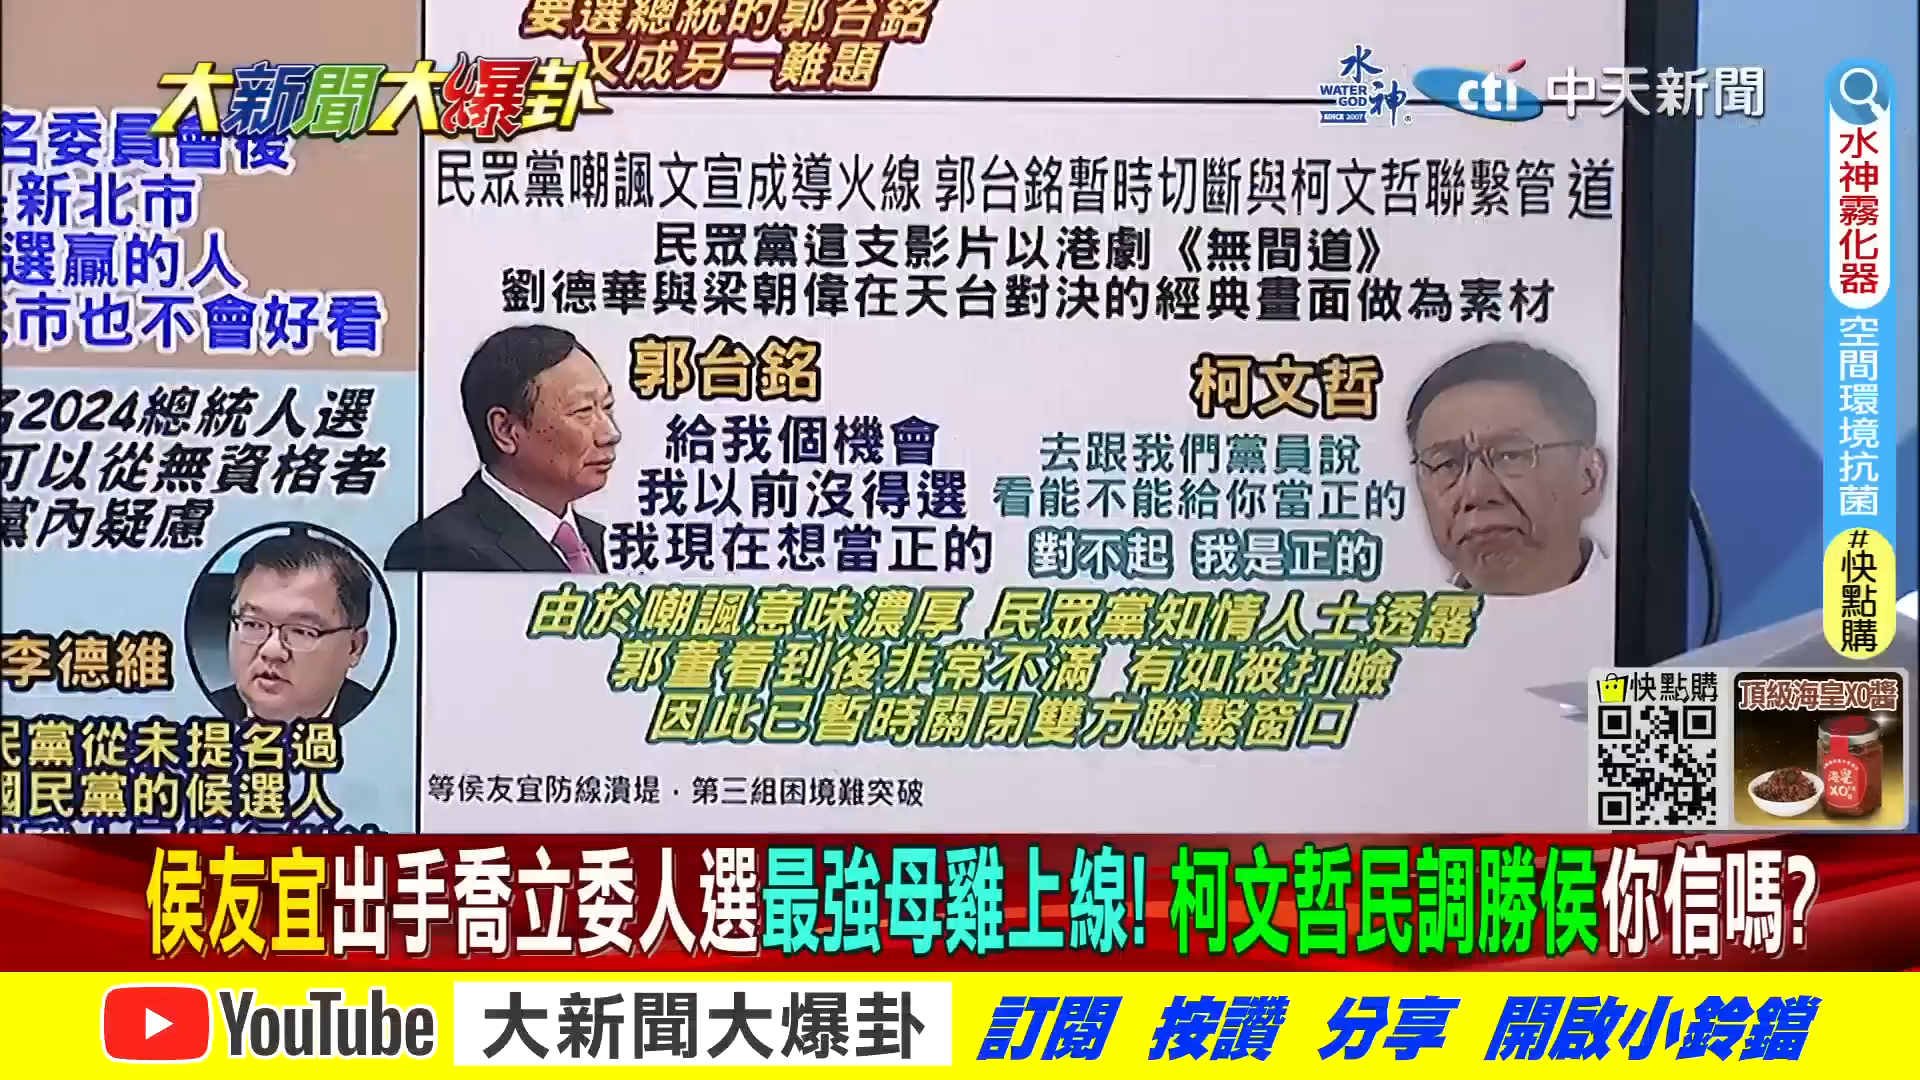 要選總統的郭台銘
又成另一難題
大新聞大爆卦
水神
WATER GOD
SINCE 2007
cti 中天新聞
名委員會後
新北市
選贏的人
市也不會好看
名2024總統人選
可以從無資格者
黨內疑慮
李德維
民黨從未提名過
國民黨的候選人
民眾黨嘲諷文宣成導火線 郭台銘暫時切斷與柯文哲聯繫管道
民眾黨這支影片以港劇《無間道》
劉德華與梁朝偉在天台對決的經典畫面做為素材
郭台銘
給我個機會
我以前沒得選
我現在想當正的
柯文哲
去跟我們黨員說
看能不能給你當正的
對不起 我是正的
由於嘲諷意味濃厚 民眾黨知情人士透露
郭董看到後非常不滿 有如被打臉
因此已暫時關閉雙方聯繫窗口
等侯友宜防線潰堤．第三組困境難突破
水神霧化器
空間環境抗菌
#快點購
快點購
頂級海皇XO醬
海皇
XO
侯友宜出手喬立委人選最強母雞上線! 柯文哲民調勝侯你信嗎?
YouTube 大新聞大爆卦 訂閱 按讚 分享 開啟小鈴鐺